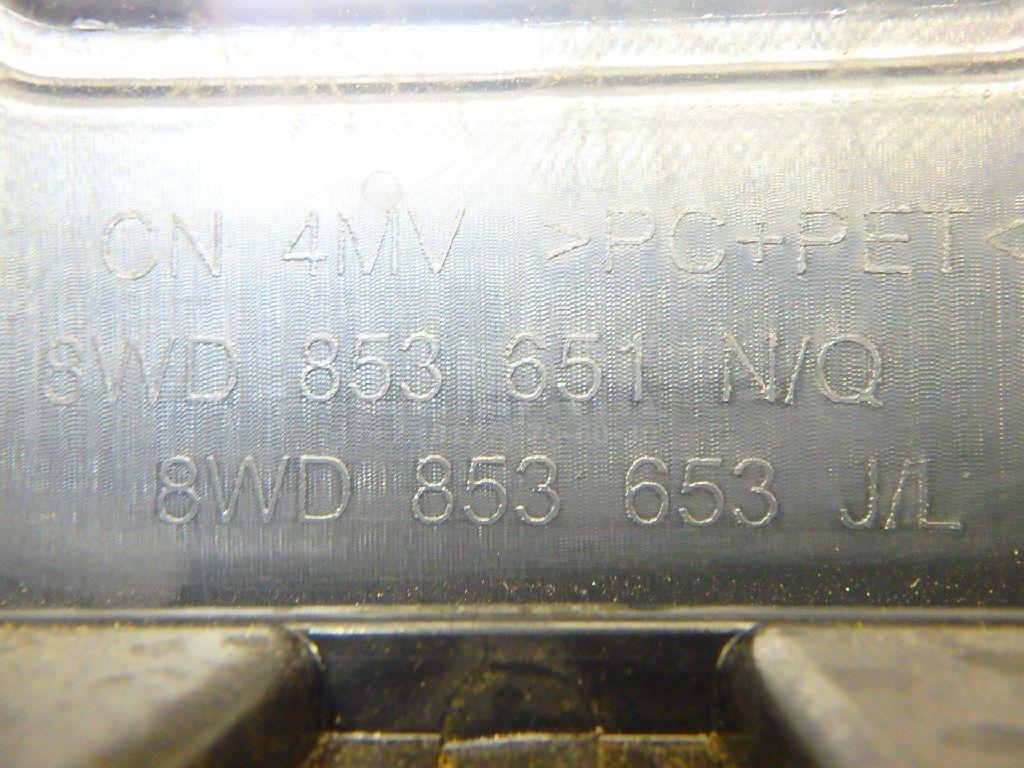 CN 4MV >PC+PET<
8WD 853 651 N/Q
8WD 853 653 J/L